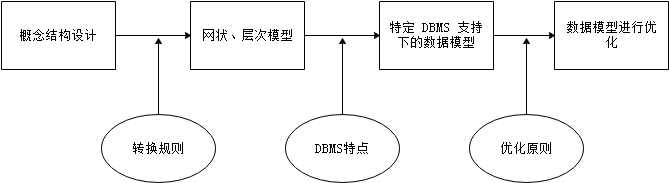 概念结构设计
网状、层次模型
特定 DBMS 支持
下的数据模型
数据模型进行优
化
转换规则
DBMS特点
优化原则